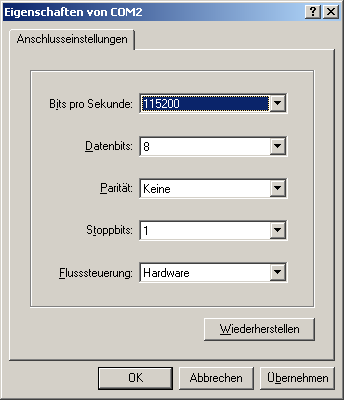 Eigenschaften von COM2
Anschlusseinstellungen
Bits pro Sekunde: 115200
Datenbits: 8
Parität: Keine
Stoppbits: 1
Flusssteuerung: Hardware
Wiederherstellen
OK Abbrechen Übernehmen